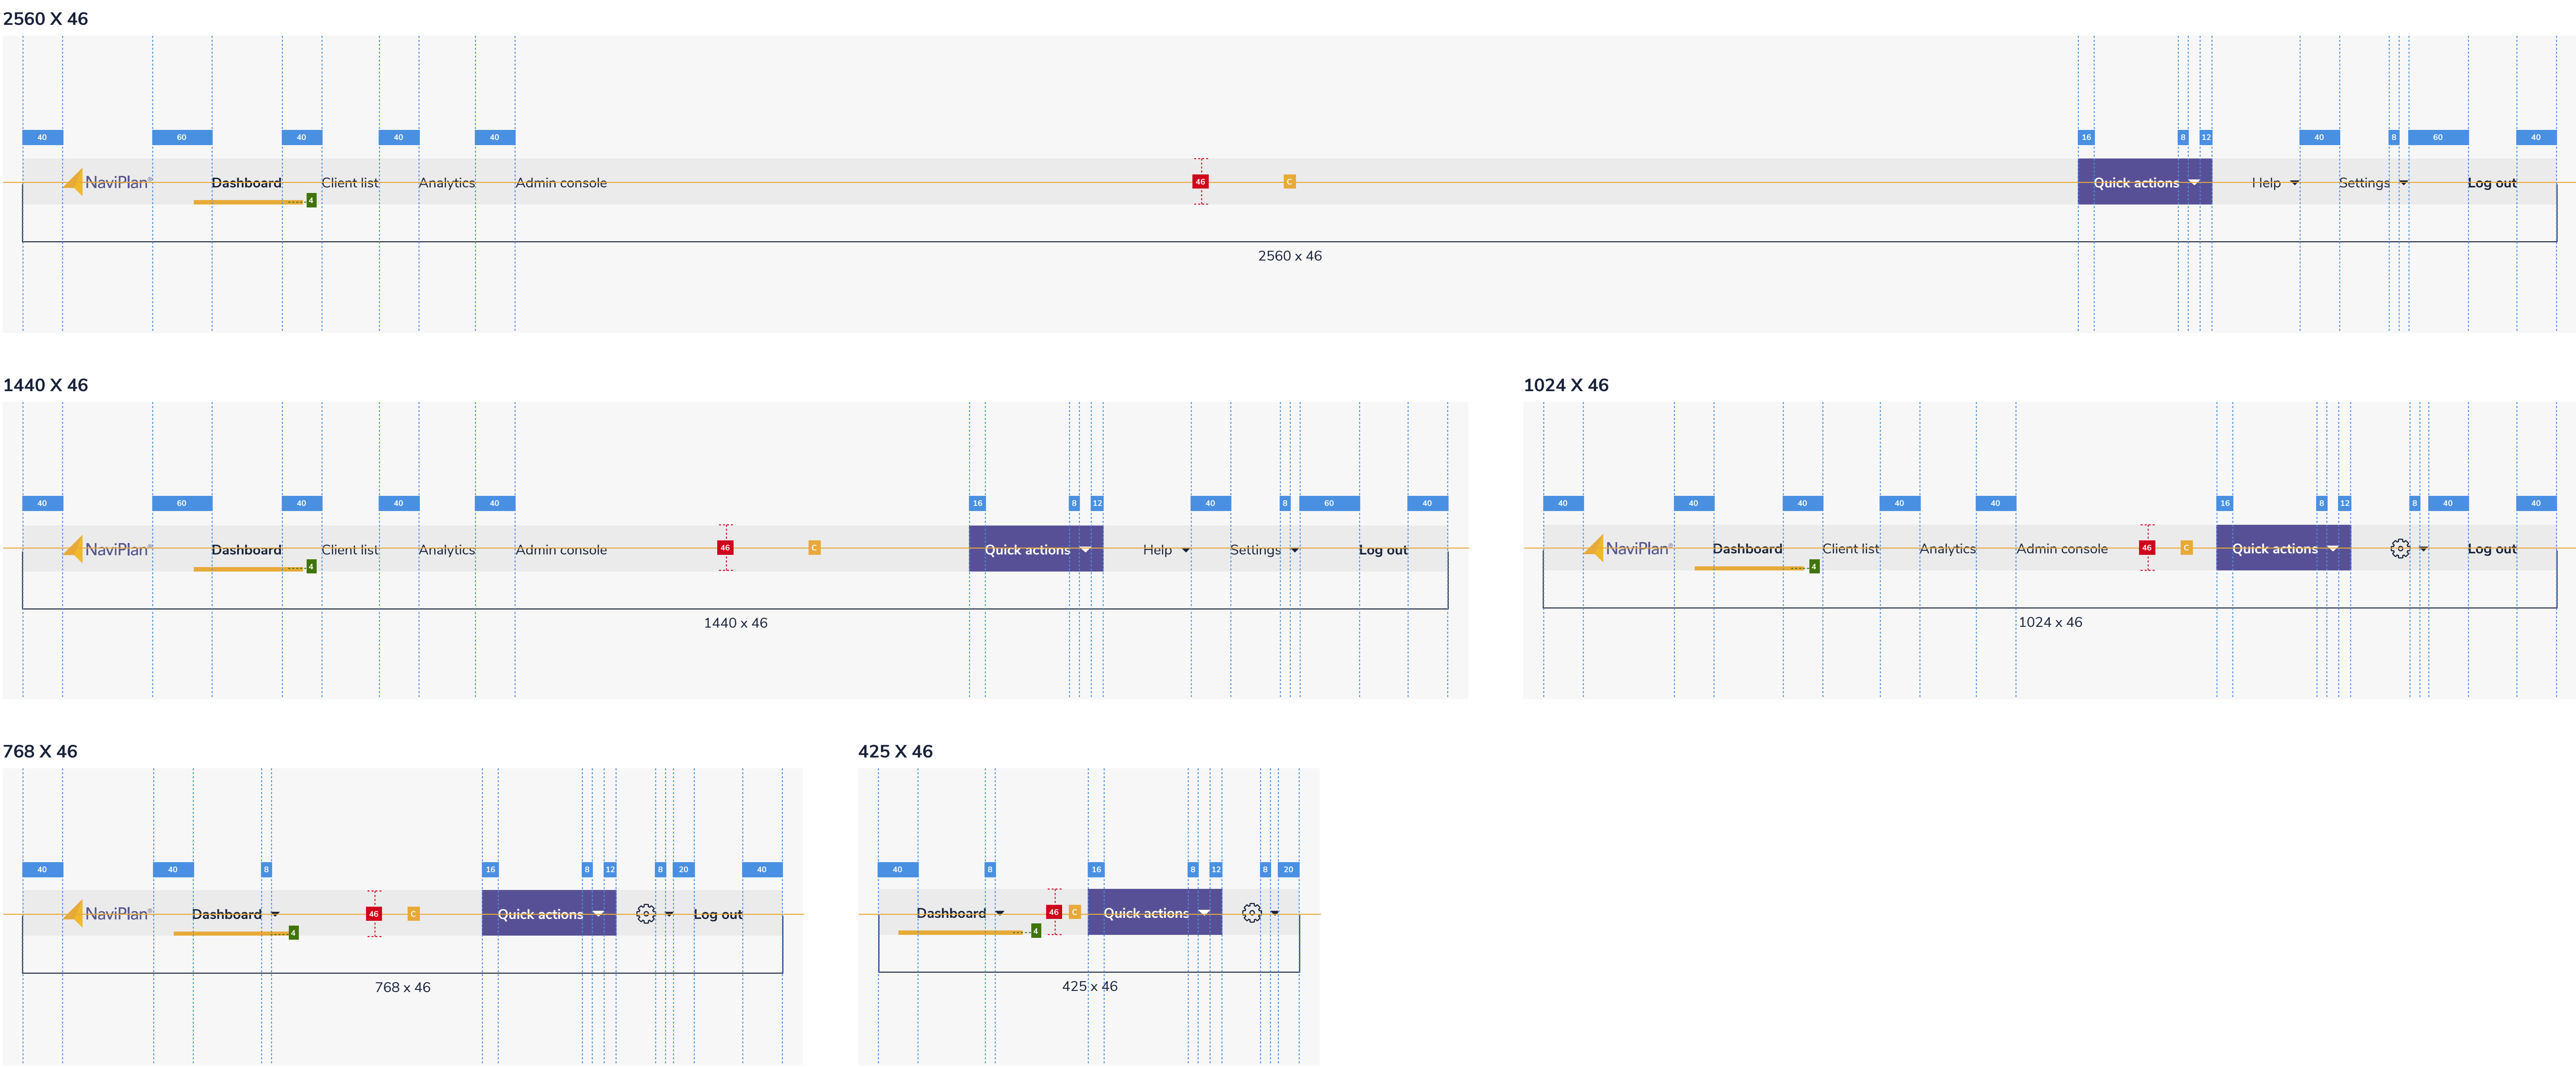 2560 X 46
40 60 40 40 40 16 8 12 40 8 60 40
NaviPlan® Dashboard Client list Analytics Admin console 46 C Quick actions Help Settings Log out
4
2560 x 46
1440 X 46
40 60 40 40 40 16 8 12 40 8 60 40
NaviPlan® Dashboard Client list Analytics Admin console 46 C Quick actions Help Settings Log out
4
1440 x 46
1024 X 46
40 40 40 40 40 16 8 12 8 40 40
NaviPlan® Dashboard Client list Analytics Admin console 46 C Quick actions Log out
4
1024 x 46
768 X 46
40 40 8 16 8 12 8 20 40
NaviPlan® Dashboard 46 C Quick actions Log out
4
768 x 46
425 X 46
40 8 16 8 12 8 20
Dashboard 46 C Quick actions
4
425 x 46